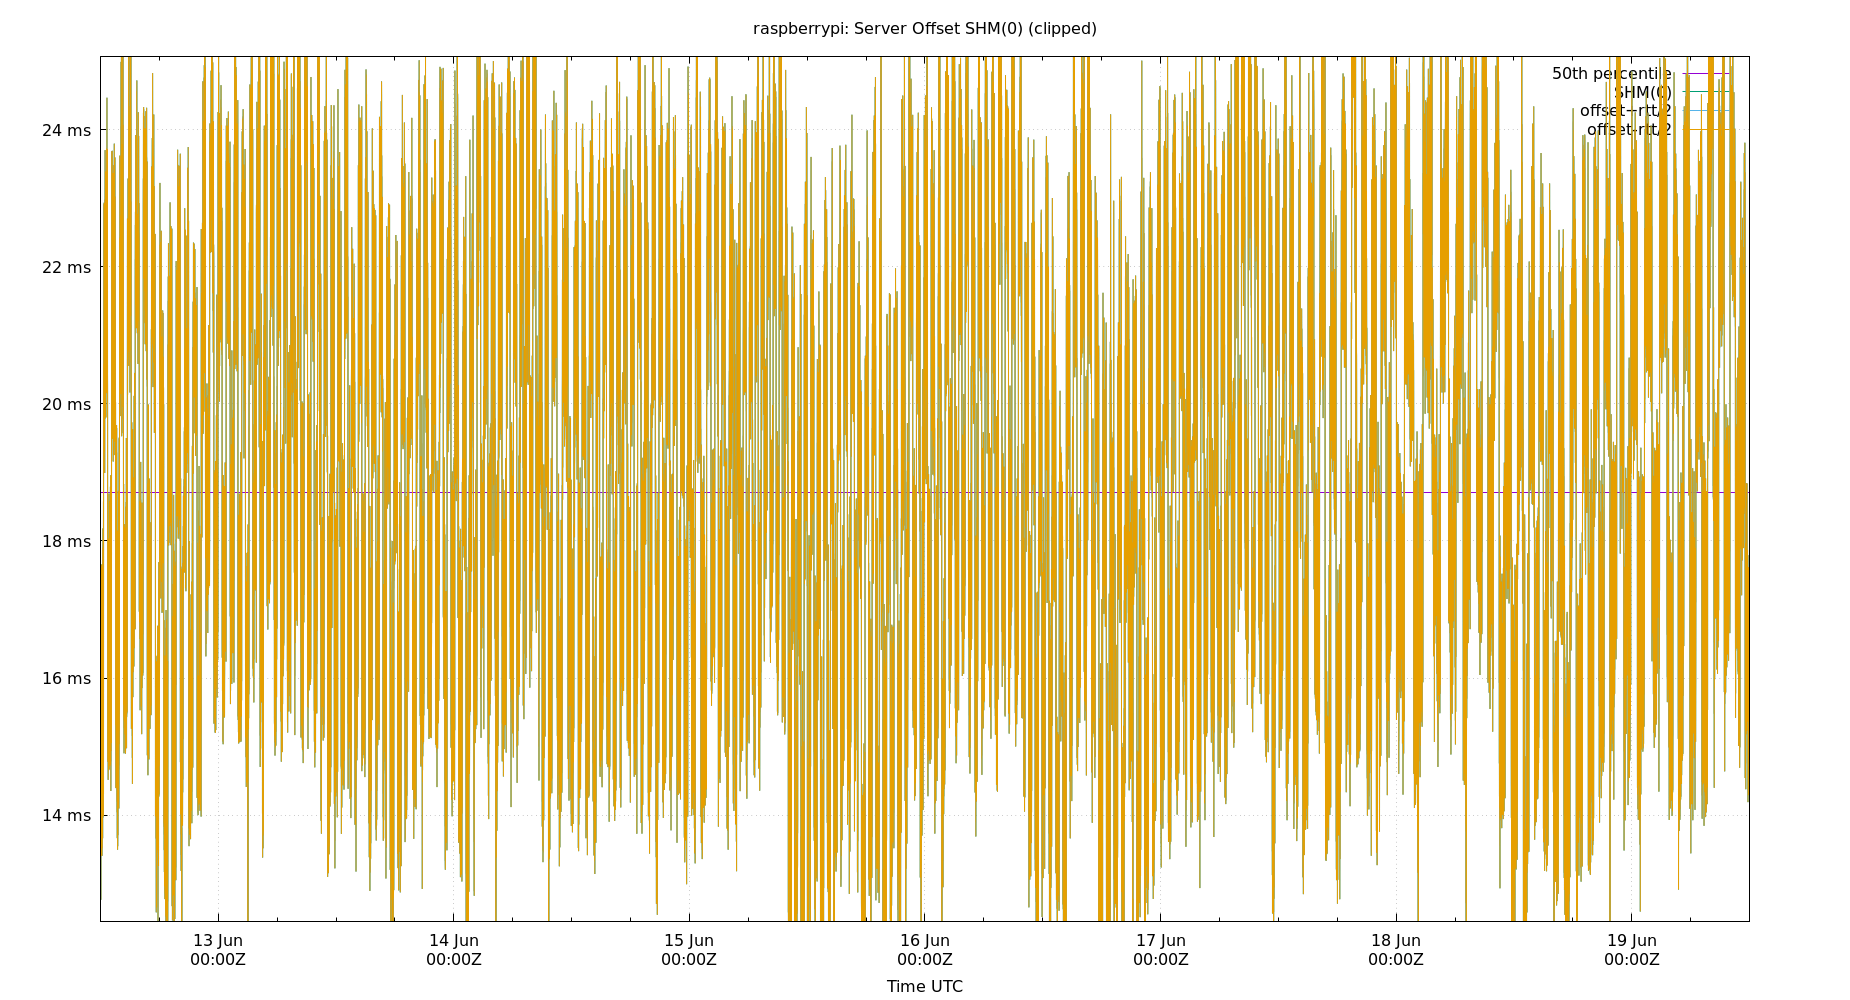 raspberrypi: Server Offset SHM(0) (clipped)
50th percentile
SHM(0)
offset+rtt/2
offset-rtt/2
24 ms
22 ms
20 ms
18 ms
16 ms
14 ms
13 Jun 14 Jun 15 Jun 16 Jun 17 Jun 18 Jun 19 Jun
00:00Z 00:00Z 00:00Z 00:00Z 00:00Z 00:00Z 00:00Z
Time UTC